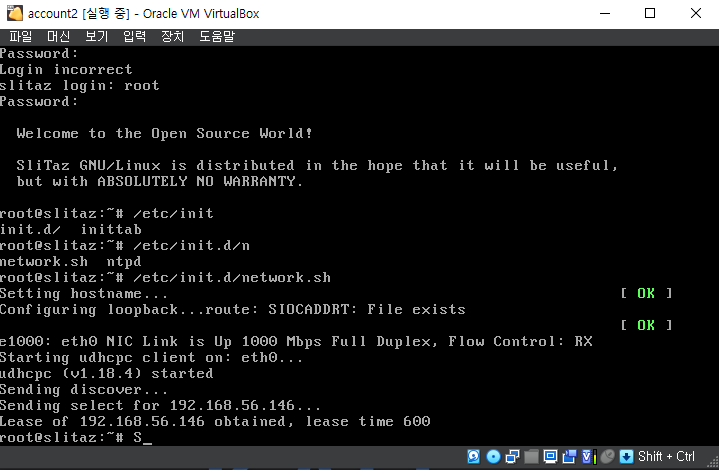 account2 [실행 중] - Oracle VM VirtualBox
파일 머신 보기 입력 장치 도움말
Password:
Login incorrect
slitaz login: root
Password:
Welcome to the Open Source World!
SliTaz GNU/Linux is distributed in the hope that it will be useful,
but with ABSOLUTELY NO WARRANTY.
root@slitaz:~# /etc/init
init.d/ inittab
root@slitaz:~# /etc/init.d/n
network.sh ntpd
root@slitaz:~# /etc/init.d/network.sh
Setting hostname... [ OK ]
Configuring loopback...route: SIOCADDRT: File exists
[ OK ]
e1000: eth0 NIC Link is Up 1000 Mbps Full Duplex, Flow Control: RX
Starting udhcpc client on: eth0...
udhcpc (v1.18.4) started
Sending discover...
Sending select for 192.168.56.146...
Lease of 192.168.56.146 obtained, lease time 600
root@slitaz:~# S_
Shift + Ctrl